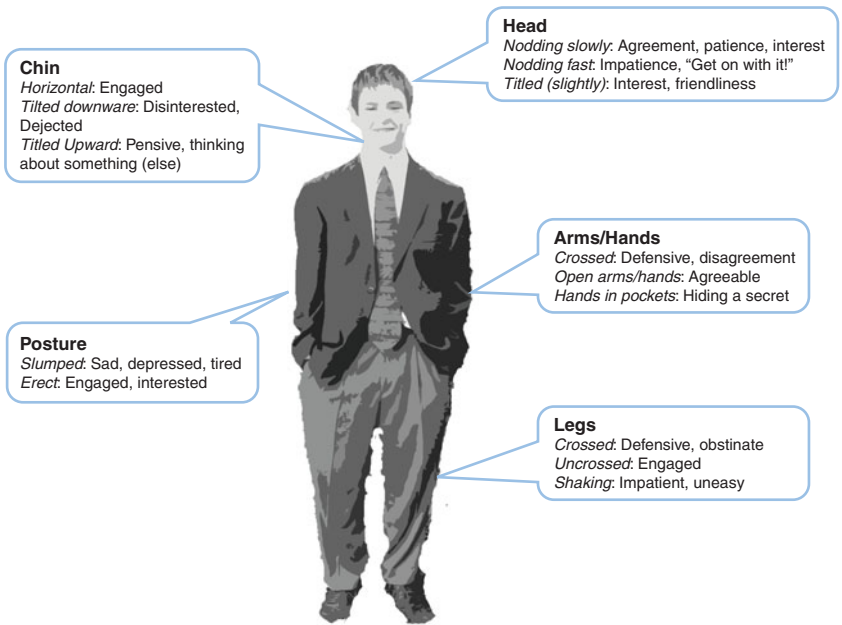 Head
Nodding slowly: Agreement, patience, interest
Nodding fast: Impatience, “Get on with it!”
Titled (slightly): Interest, friendliness
Chin
Horizontal: Engaged
Tilted downware: Disinterested,
Dejected
Titled Upward: Pensive, thinking
about something (else)
Arms/Hands
Crossed: Defensive, disagreement
Open arms/hands: Agreeable
Hands in pockets: Hiding a secret
Posture
Slumped: Sad, depressed, tired
Erect: Engaged, interested
Legs
Crossed: Defensive, obstinate
Uncrossed: Engaged
Shaking: Impatient, uneasy